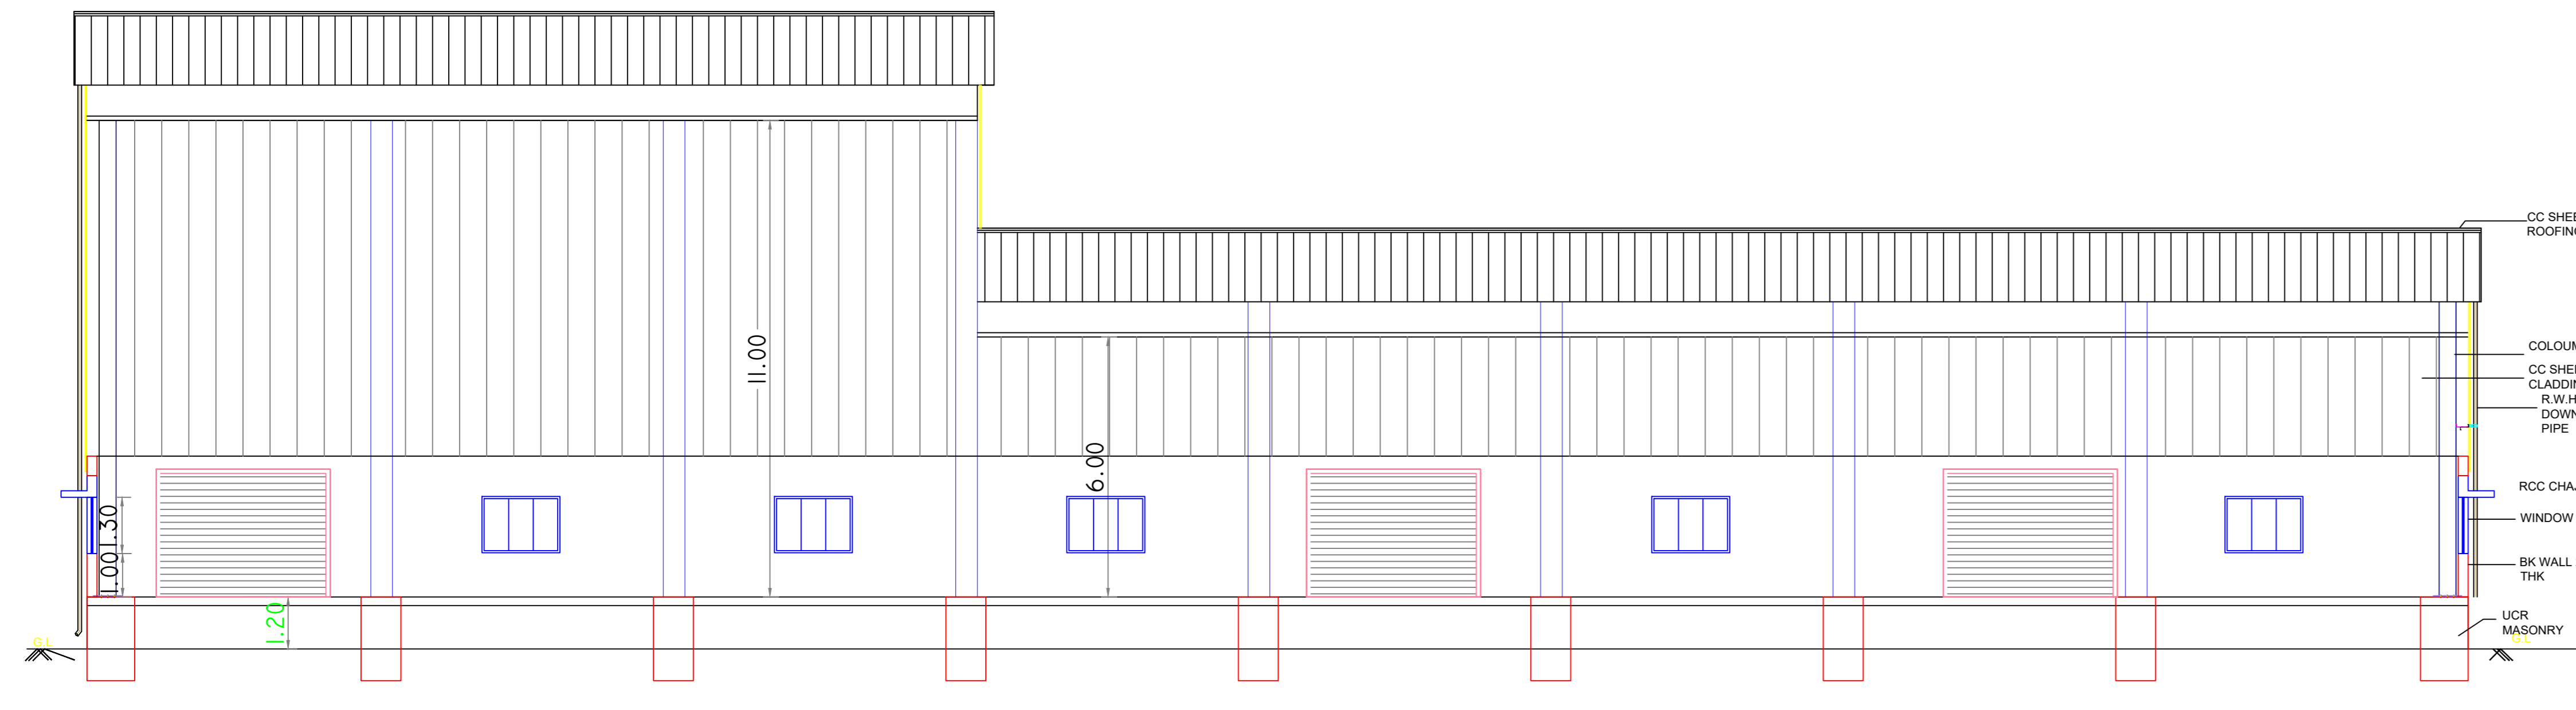 CC SHEE
ROOFING
11.00
COLOUM
CC SHEE
CLADDIN
R.W.H
DOWN
PIPE
6.00
RCC CHAJ
1.30
WINDOW
1.00
BK WALL
THK
1.20
UCR
MASONRY
G.L
G.L